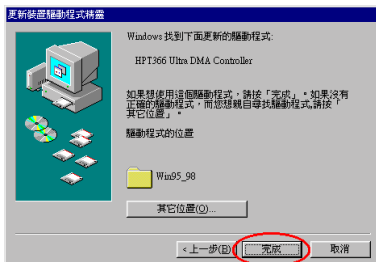 更新裝置驅動程式精靈
Windows 找到下面更新的驅動程式:
HPT366 Ultra DMA Controller
如果想使用這個驅動程式，請按「完成」。如果沒有
正確的驅動程式，而您想親自尋找驅動程式,請按「
其它位置」。
驅動程式的位置
Win95_98
其它位置(O)...
<上一步(B)
完成
取消